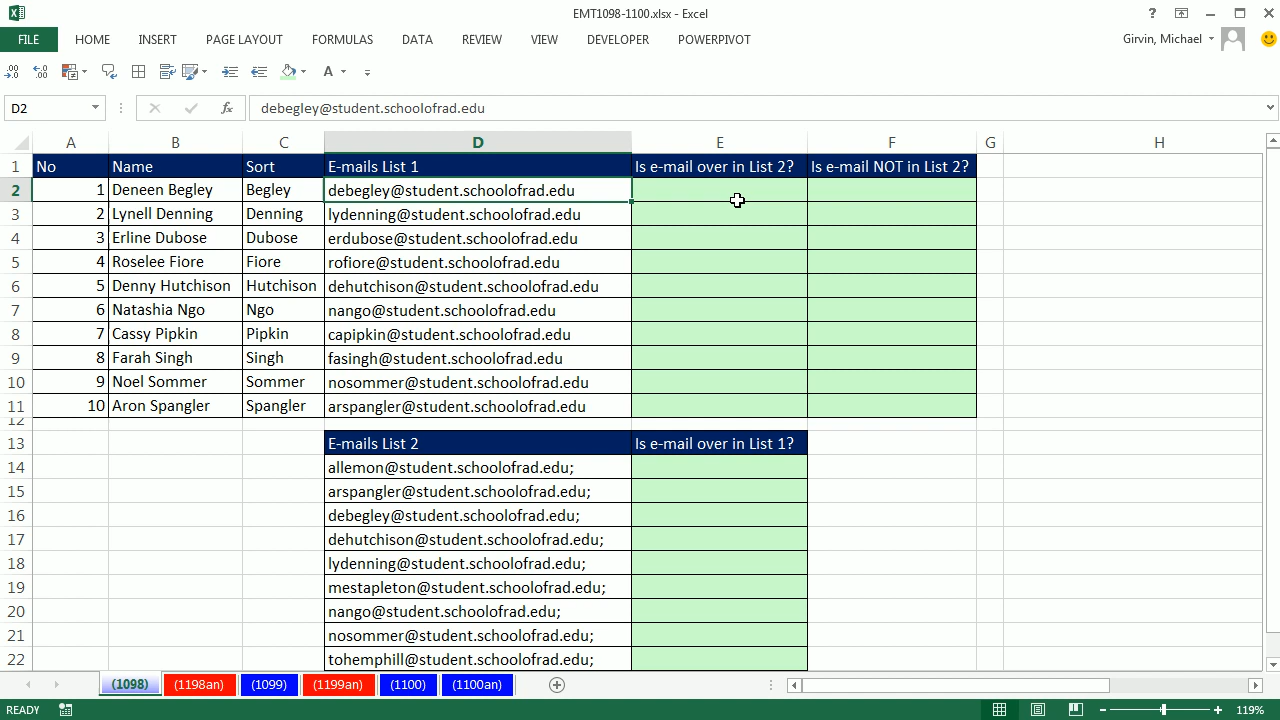 EMT1098-1100.xlsx - Excel
?
FILE HOME INSERT PAGE LAYOUT FORMULAS DATA REVIEW VIEW DEVELOPER POWERPIVOT Girvin, Michael
D2 fx debegley@student.schoolofrad.edu
A B C D E F G H
1 No Name Sort E-mails List 1 Is e-mail over in List 2? Is e-mail NOT in List 2?
2 1 Deneen Begley Begley debegley@student.schoolofrad.edu
3 2 Lynell Denning Denning lydenning@student.schoolofrad.edu
4 3 Erline Dubose Dubose erdubose@student.schoolofrad.edu
5 4 Roselee Fiore Fiore rofiore@student.schoolofrad.edu
6 5 Denny Hutchison Hutchison dehutchison@student.schoolofrad.edu
7 6 Natashia Ngo Ngo nango@student.schoolofrad.edu
8 7 Cassy Pipkin Pipkin capipkin@student.schoolofrad.edu
9 8 Farah Singh Singh fasingh@student.schoolofrad.edu
10 9 Noel Sommer Sommer nosommer@student.schoolofrad.edu
11 10 Aron Spangler Spangler arspangler@student.schoolofrad.edu
12
13 E-mails List 2 Is e-mail over in List 1?
14 allemon@student.schoolofrad.edu;
15 arspangler@student.schoolofrad.edu;
16 debegley@student.schoolofrad.edu;
17 dehutchison@student.schoolofrad.edu;
18 lydenning@student.schoolofrad.edu;
19 mestapleton@student.schoolofrad.edu;
20 nango@student.schoolofrad.edu;
21 nosommer@student.schoolofrad.edu;
22 tohemphill@student.schoolofrad.edu;
(1098) (1198an) (1099) (1199an) (1100) (1100an)
READY 119%